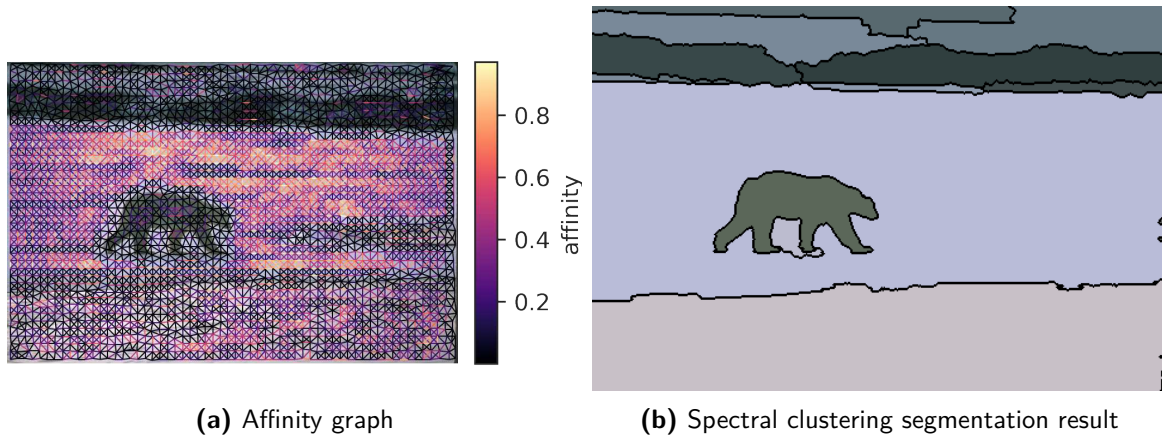 0.8
0.6
0.4
0.2
affinity
(a) Affinity graph
(b) Spectral clustering segmentation result